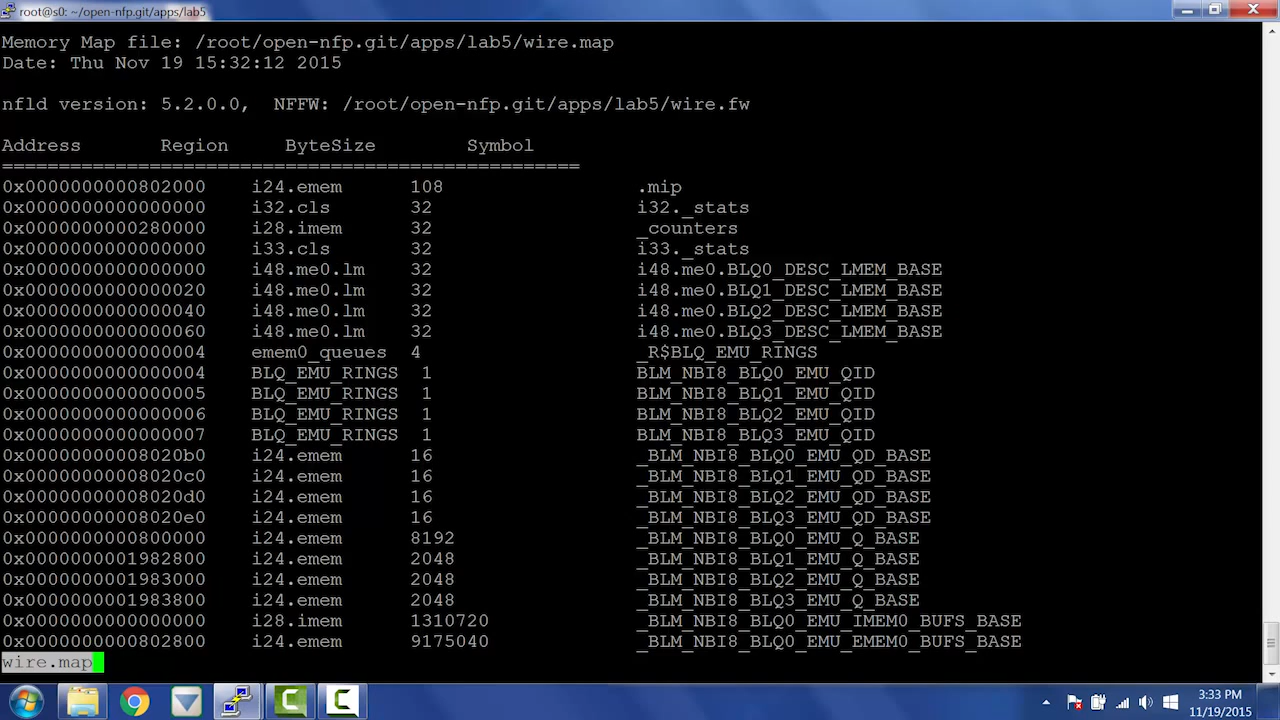 root@s0: ~/open-nfp.git/apps/lab5
Memory Map file: /root/open-nfp.git/apps/lab5/wire.map
Date: Thu Nov 19 15:32:12 2015
nfld version: 5.2.0.0,  NFFW: /root/open-nfp.git/apps/lab5/wire.fw
Address Region ByteSize Symbol
===================================================
0x0000000000802000 i24.emem 108 .mip
0x0000000000000000 i32.cls 32 i32._stats
0x0000000000280000 i28.imem 32 _counters
0x0000000000000000 i33.cls 32 i33._stats
0x0000000000000000 i48.me0.lm 32 i48.me0.BLQ0_DESC_LMEM_BASE
0x0000000000000020 i48.me0.lm 32 i48.me0.BLQ1_DESC_LMEM_BASE
0x0000000000000040 i48.me0.lm 32 i48.me0.BLQ2_DESC_LMEM_BASE
0x0000000000000060 i48.me0.lm 32 i48.me0.BLQ3_DESC_LMEM_BASE
0x0000000000000004 emem0_queues 4 _R$BLQ_EMU_RINGS
0x0000000000000004 BLQ_EMU_RINGS 1 BLM_NBI8_BLQ0_EMU_QID
0x0000000000000005 BLQ_EMU_RINGS 1 BLM_NBI8_BLQ1_EMU_QID
0x0000000000000006 BLQ_EMU_RINGS 1 BLM_NBI8_BLQ2_EMU_QID
0x0000000000000007 BLQ_EMU_RINGS 1 BLM_NBI8_BLQ3_EMU_QID
0x00000000008020b0 i24.emem 16 _BLM_NBI8_BLQ0_EMU_QD_BASE
0x00000000008020c0 i24.emem 16 _BLM_NBI8_BLQ1_EMU_QD_BASE
0x00000000008020d0 i24.emem 16 _BLM_NBI8_BLQ2_EMU_QD_BASE
0x00000000008020e0 i24.emem 16 _BLM_NBI8_BLQ3_EMU_QD_BASE
0x0000000000800000 i24.emem 8192 _BLM_NBI8_BLQ0_EMU_Q_BASE
0x0000000001982800 i24.emem 2048 _BLM_NBI8_BLQ1_EMU_Q_BASE
0x0000000001983000 i24.emem 2048 _BLM_NBI8_BLQ2_EMU_Q_BASE
0x0000000001983800 i24.emem 2048 _BLM_NBI8_BLQ3_EMU_Q_BASE
0x0000000000000000 i28.imem 1310720 _BLM_NBI8_BLQ0_EMU_IMEM0_BUFS_BASE
0x0000000000802800 i24.emem 9175040 _BLM_NBI8_BLQ0_EMU_EMEM0_BUFS_BASE
wire.map
3:33 PM
11/19/2015